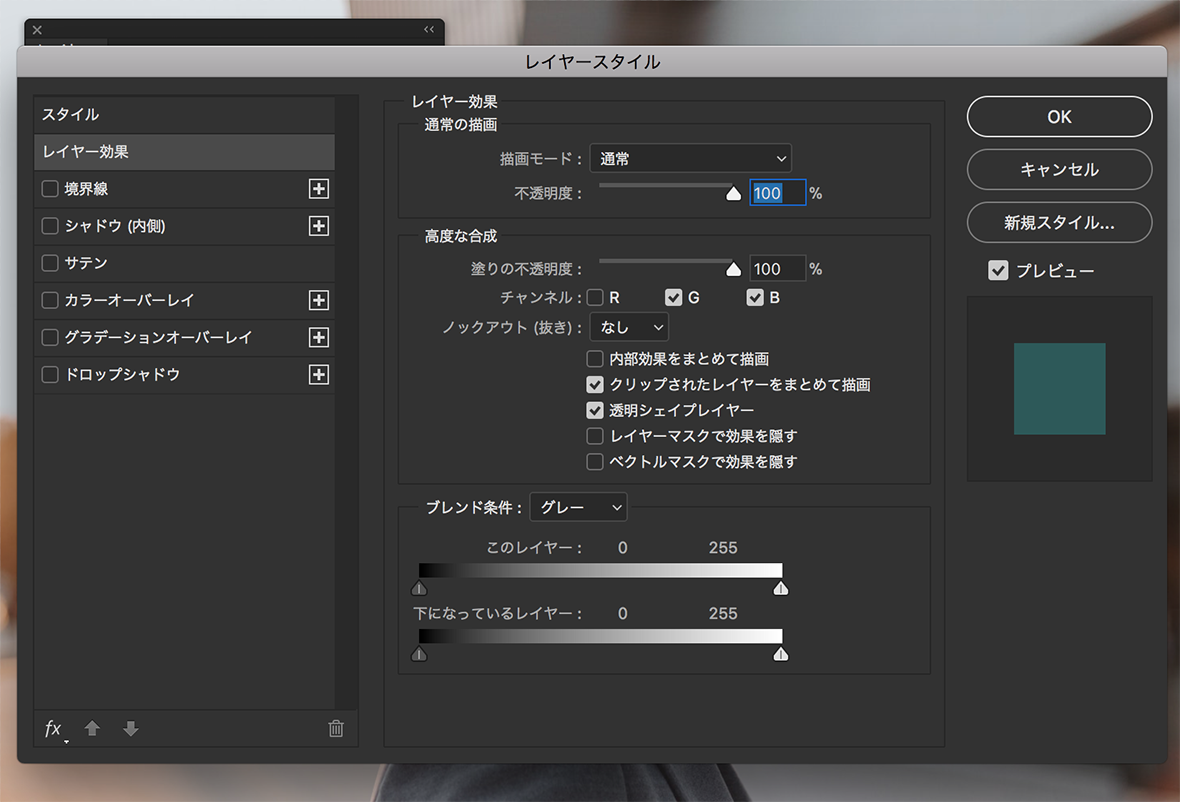 レイヤースタイル
スタイル
レイヤー効果
境界線
シャドウ (内側)
サテン
カラーオーバーレイ
グラデーションオーバーレイ
ドロップシャドウ
fx
レイヤー効果
通常の描画
描画モード : 通常
不透明度 : 100 %
高度な合成
塗りの不透明度 : 100 %
チャンネル : R G B
ノックアウト (抜き) : なし
内部効果をまとめて描画
クリップされたレイヤーをまとめて描画
透明シェイプレイヤー
レイヤーマスクで効果を隠す
ベクトルマスクで効果を隠す
ブレンド条件 : グレー
このレイヤー : 0 255
下になっているレイヤー : 0 255
OK
キャンセル
新規スタイル...
プレビュー